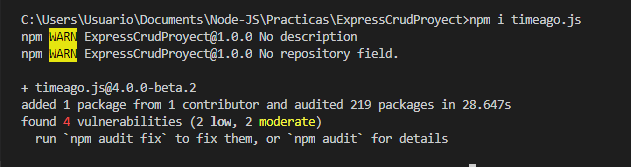 C:\Users\Usuario\Documents\Node-JS\Practicas\ExpressCrudProyect>npm i timeago.js
npm WARN ExpressCrudProyect@1.0.0 No description
npm WARN ExpressCrudProyect@1.0.0 No repository field.
+ timeago.js@4.0.0-beta.2
added 1 package from 1 contributor and audited 219 packages in 28.647s
found 4 vulnerabilities (2 low, 2 moderate)
run `npm audit fix` to fix them, or `npm audit` for details